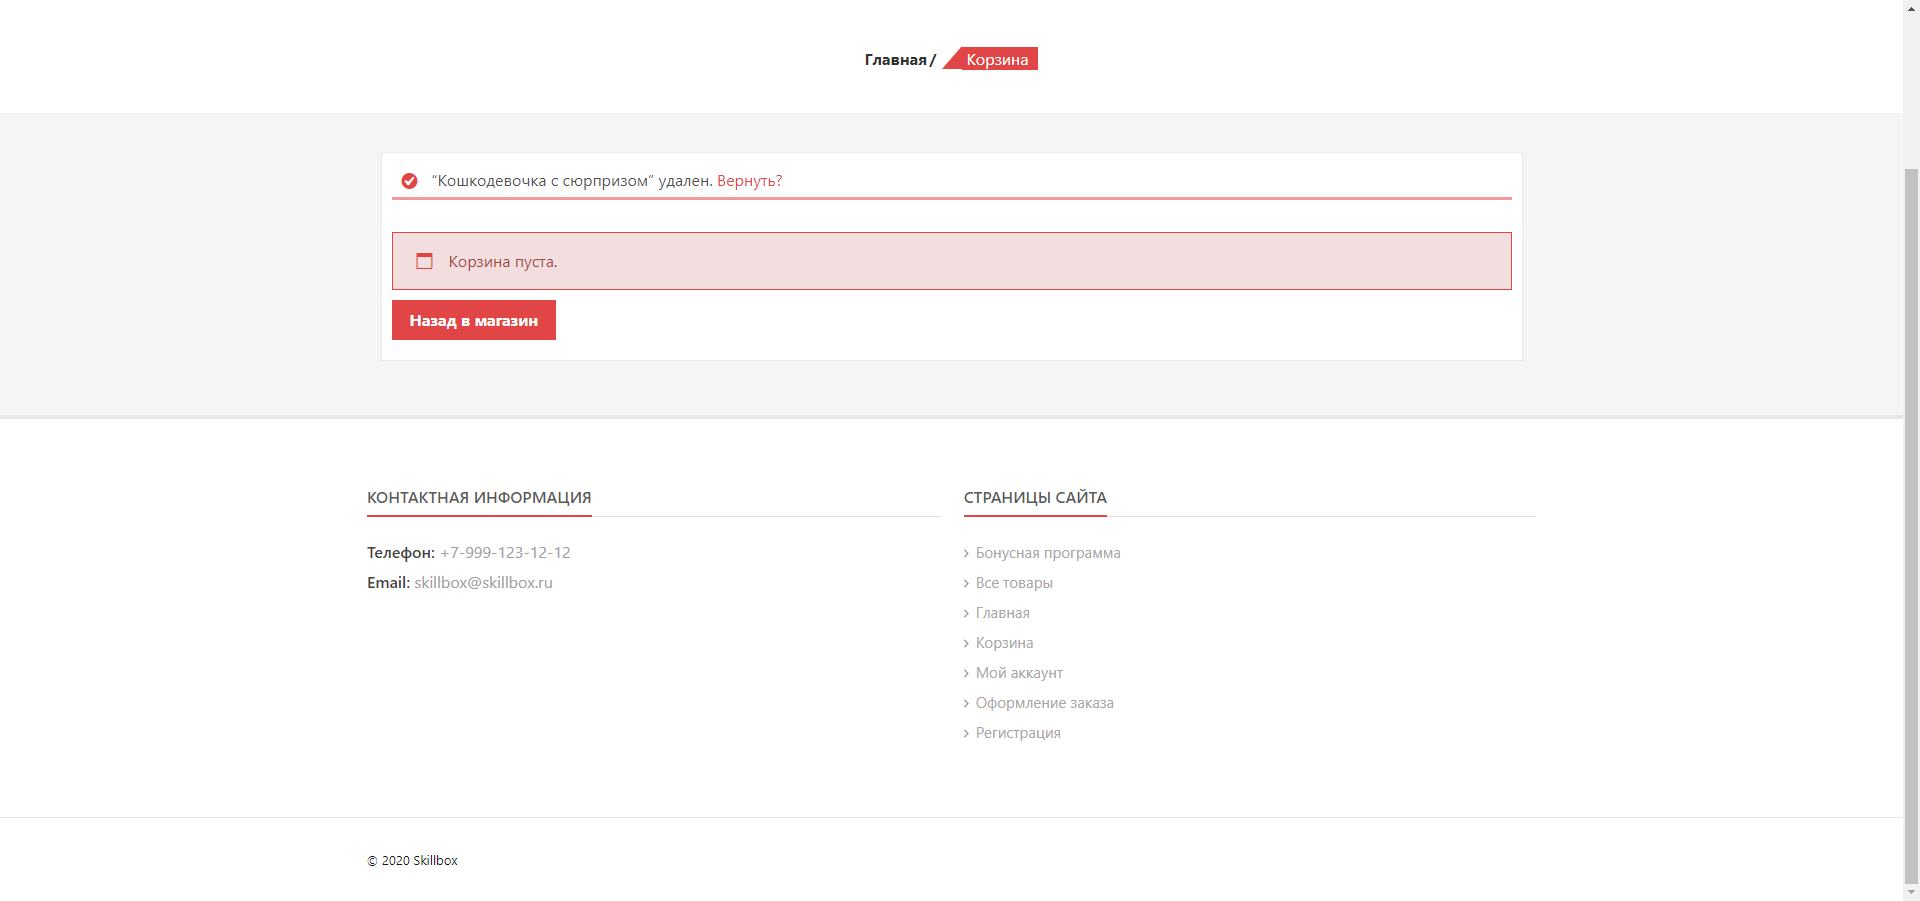 Главная / Корзина
“Кошкодевочка с сюрпризом” удален. Вернуть?
Корзина пуста.
Назад в магазин
КОНТАКТНАЯ ИНФОРМАЦИЯ
Телефон: +7-999-123-12-12
Email: skillbox@skillbox.ru
СТРАНИЦЫ САЙТА
Бонусная программа
Все товары
Главная
Корзина
Мой аккаунт
Оформление заказа
Регистрация
© 2020 Skillbox